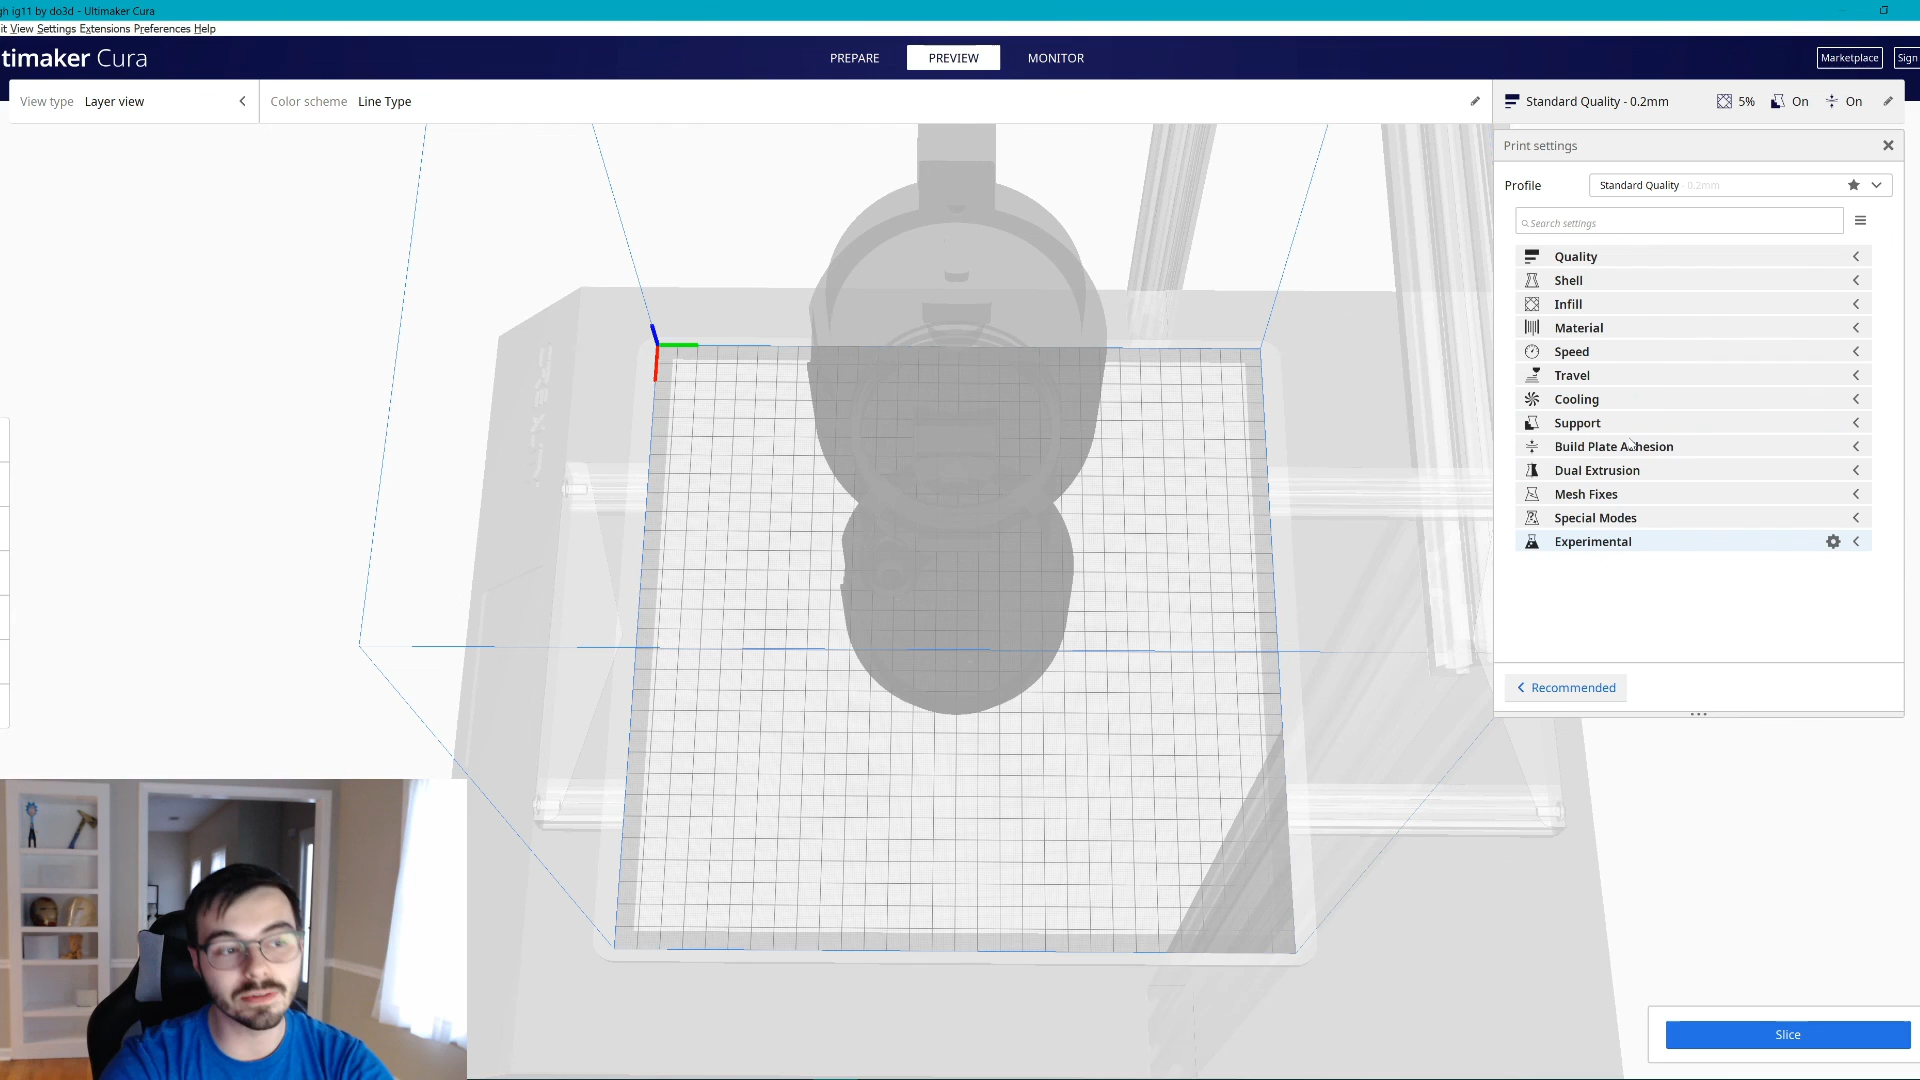 gh ig11 by do3d - Ultimaker Cura
it View Settings Extensions Preferences Help
timaker Cura
PREPARE
PREVIEW
MONITOR
Marketplace
Sign
View type Layer view
Color scheme Line Type
Standard Quality - 0.2mm
5%
On
On
Print settings
Profile
Standard Quality - 0.2mm
Search settings
Quality
Shell
Infill
Material
Speed
Travel
Cooling
Support
Build Plate Adhesion
Dual Extrusion
Mesh Fixes
Special Modes
Experimental
Recommended
Slice